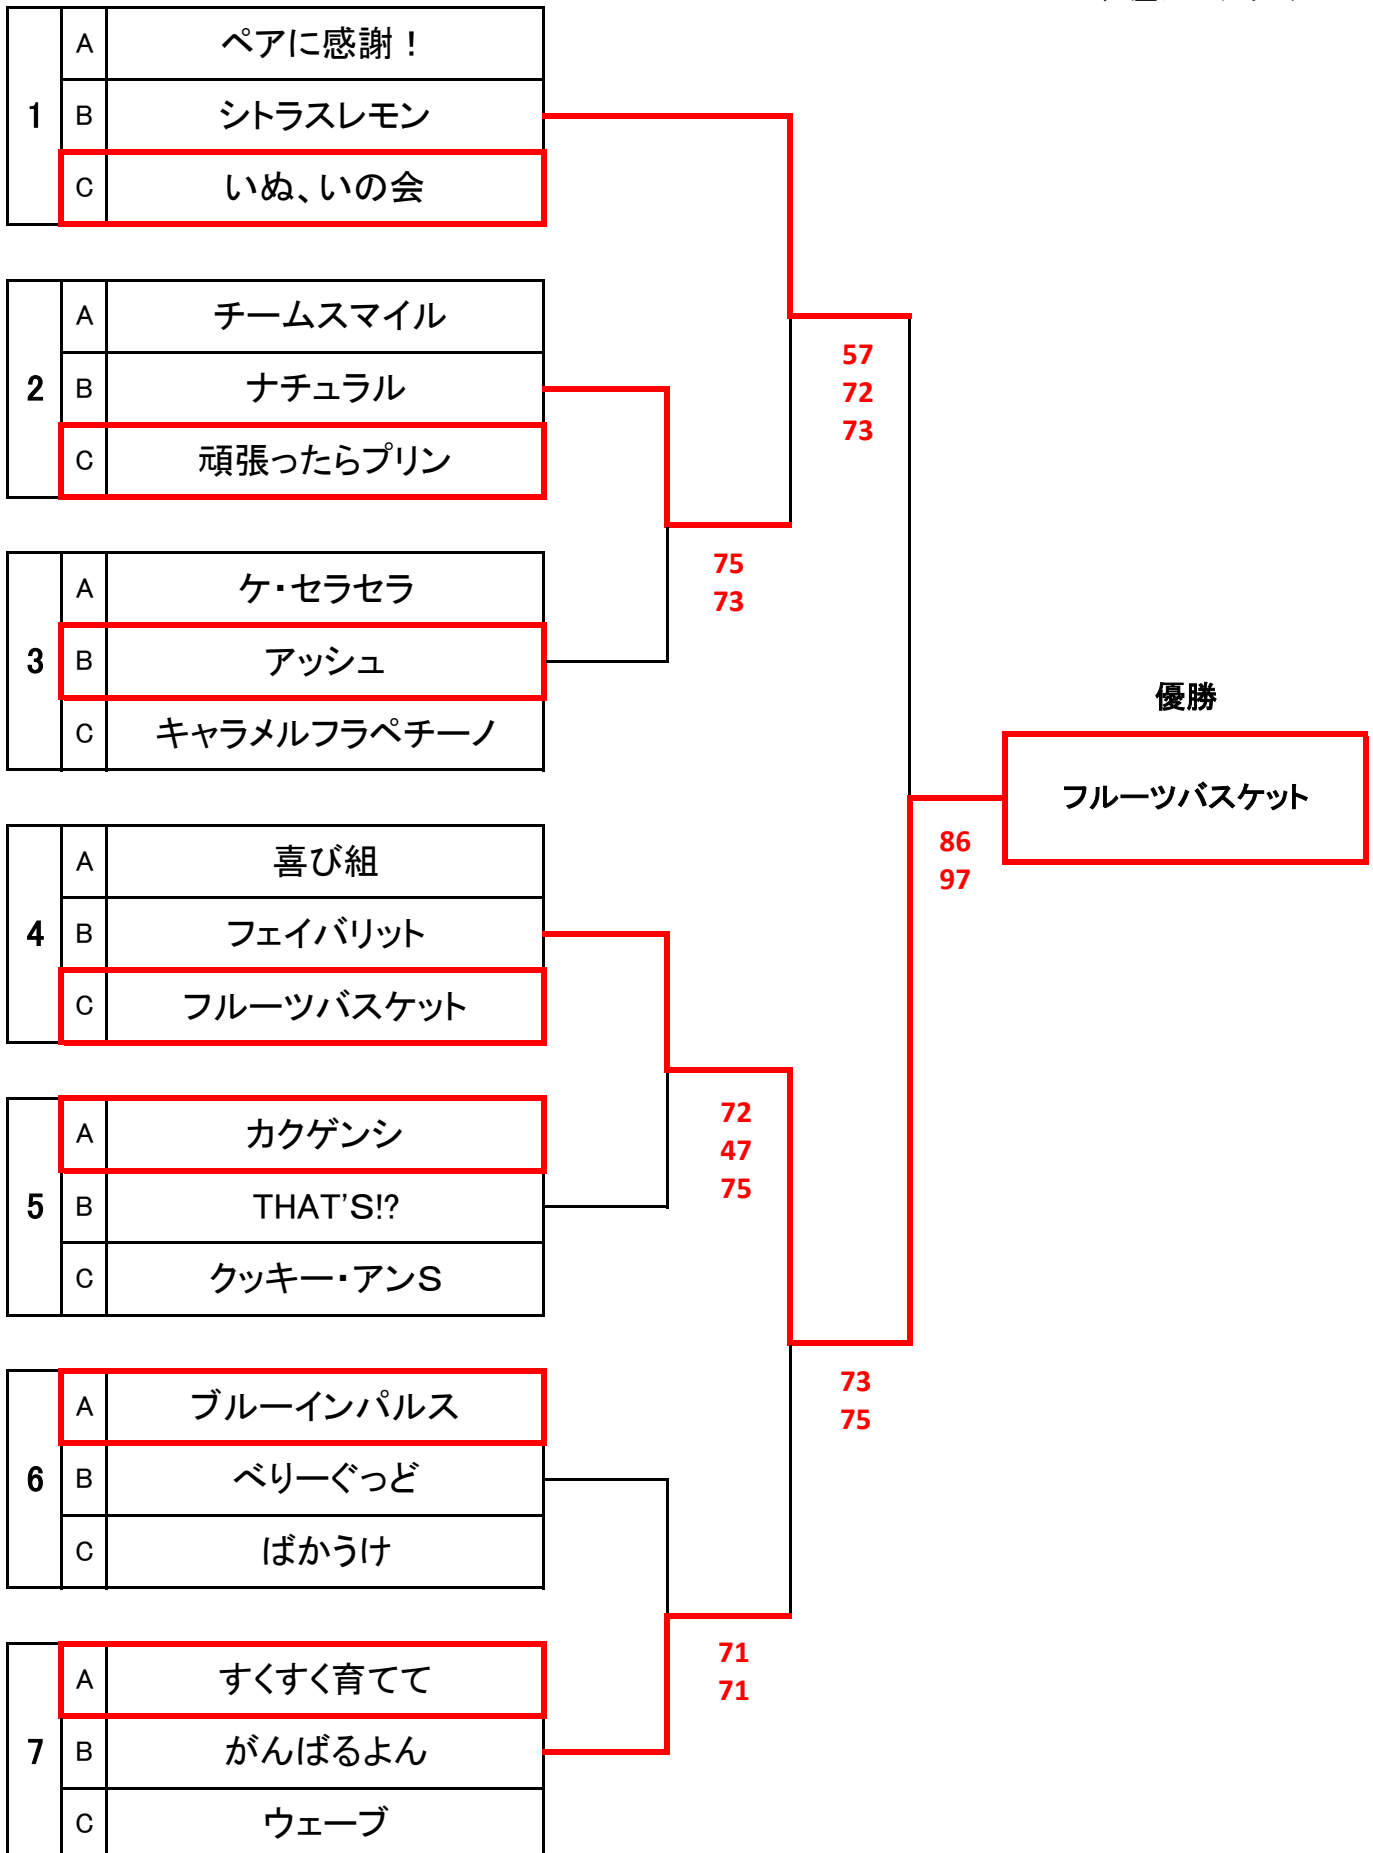 1
A ペアに感謝！
B シトラスレモン
C いぬ、いの会
2
A チームスマイル
B ナチュラル
C 頑張ったらプリン
57
72
73
3
A ケ・セラセラ
B アッシュ
C キャラメルフラペチーノ
75
73
優勝
フルーツバスケット
86
97
4
A 喜び組
B フェイバリット
C フルーツバスケット
5
A カクゲンシ
B THAT’S!?
C クッキー・アンS
72
47
75
6
A ブルーインパルス
B べりーぐっど
C ばかうけ
73
75
7
A すくすく育てて
B がんばるよん
C ウェーブ
71
71